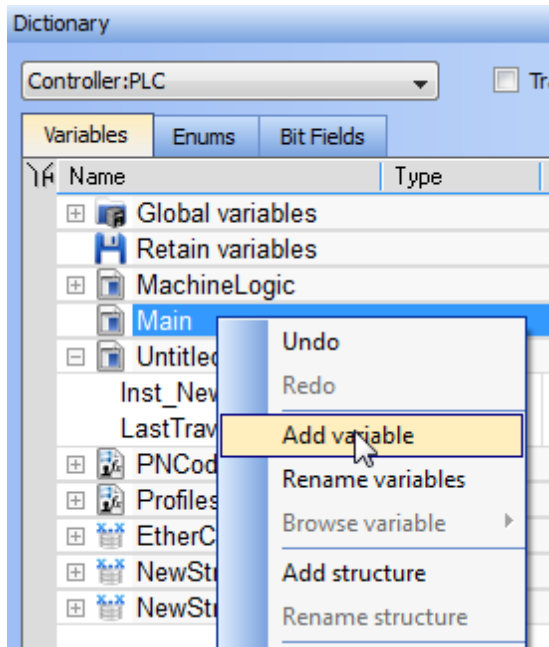 Dictionary
Controller:PLC
Tra
Variables Enums Bit Fields
Name Type
Global variables
Retain variables
MachineLogic
Main
Undo
Untitled
Redo
Inst_New
LastTrav
Add variable
PNCod
Rename variables
Profiles
Browse variable
EtherC
NewStr
Add structure
NewStr
Rename structure